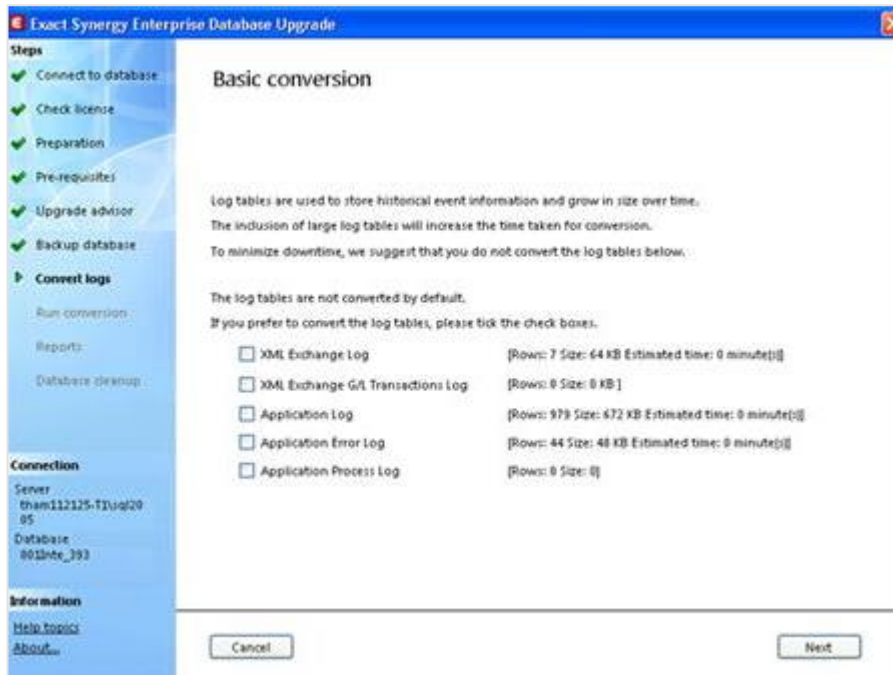 Exact Synergy Enterprise Database Upgrade
Steps
Connect to database
Check license
Preparation
Pre-requisites
Upgrade advisor
Backup database
Convert logs
Run conversion
Reports
Database cleanup
Connection
Server
tham112125-T1\sql20
05
Database
001Inte_393
Information
Help topics
About...
Basic conversion
Log tables are used to store historical event information and grow in size over time.
The inclusion of large log tables will increase the time taken for conversion.
To minimize downtime, we suggest that you do not convert the log tables below.
The log tables are not converted by default.
If you prefer to convert the log tables, please tick the check boxes.
XML Exchange Log [Rows: 7 Size: 64 KB Estimated time: 0 minute(s)]
XML Exchange G/L Transactions Log [Rows: 0 Size: 0 KB ]
Application Log [Rows: 979 Size: 672 KB Estimated time: 0 minute(s)]
Application Error Log [Rows: 44 Size: 48 KB Estimated time: 0 minute(s)]
Application Process Log [Rows: 0 Size: 0]
Cancel
Next